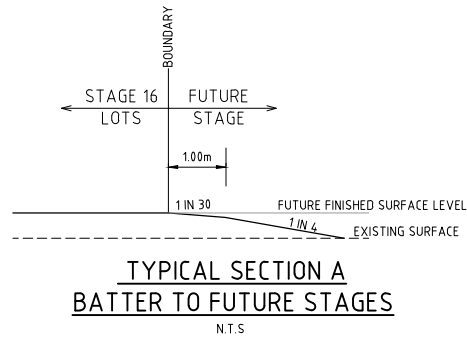 BOUNDARY
STAGE 16 FUTURE
LOTS STAGE
1.00m
1 IN 30 FUTURE FINISHED SURFACE LEVEL
1 IN 4 EXISTING SURFACE
TYPICAL SECTION A
BATTER TO FUTURE STAGES
N.T.S